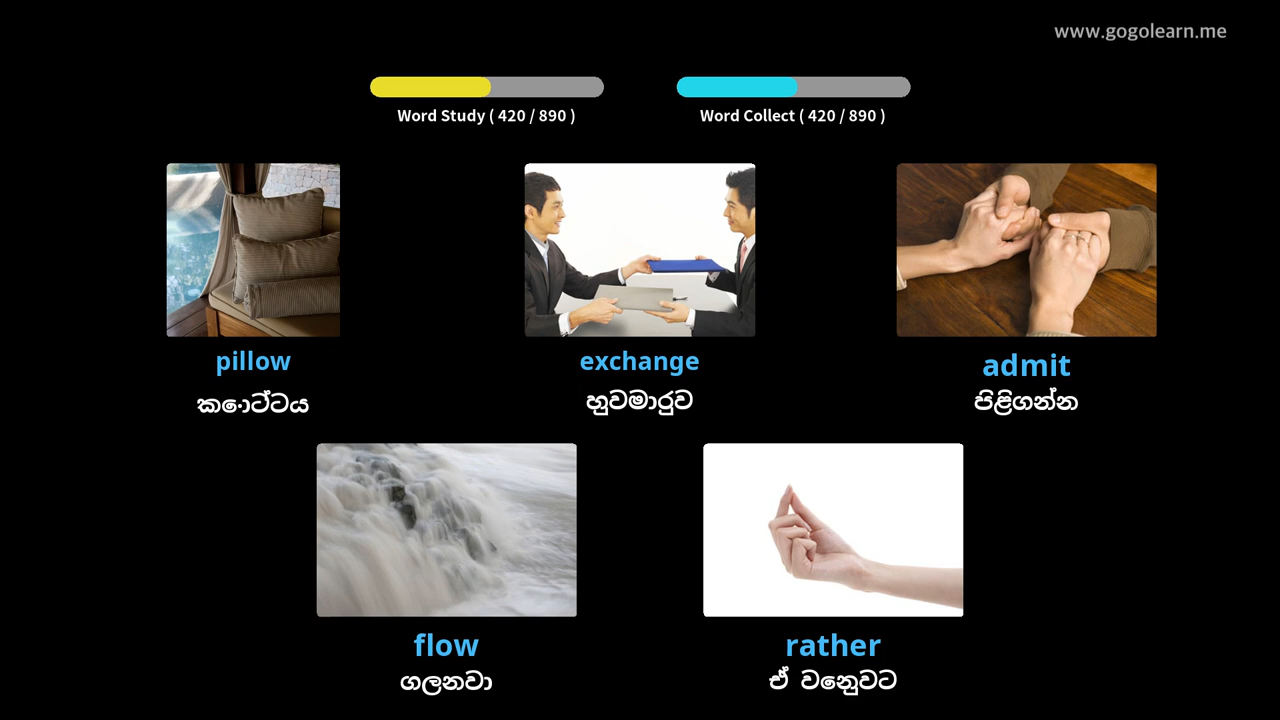 www.gogolearn.me
Word Study ( 420 / 890 )
Word Collect ( 420 / 890 )
pillow
කොට්ටය
exchange
හුවමාරුව
admit
පිළිගන්න
flow
ගලනවා
rather
ඒ වෙනුවට